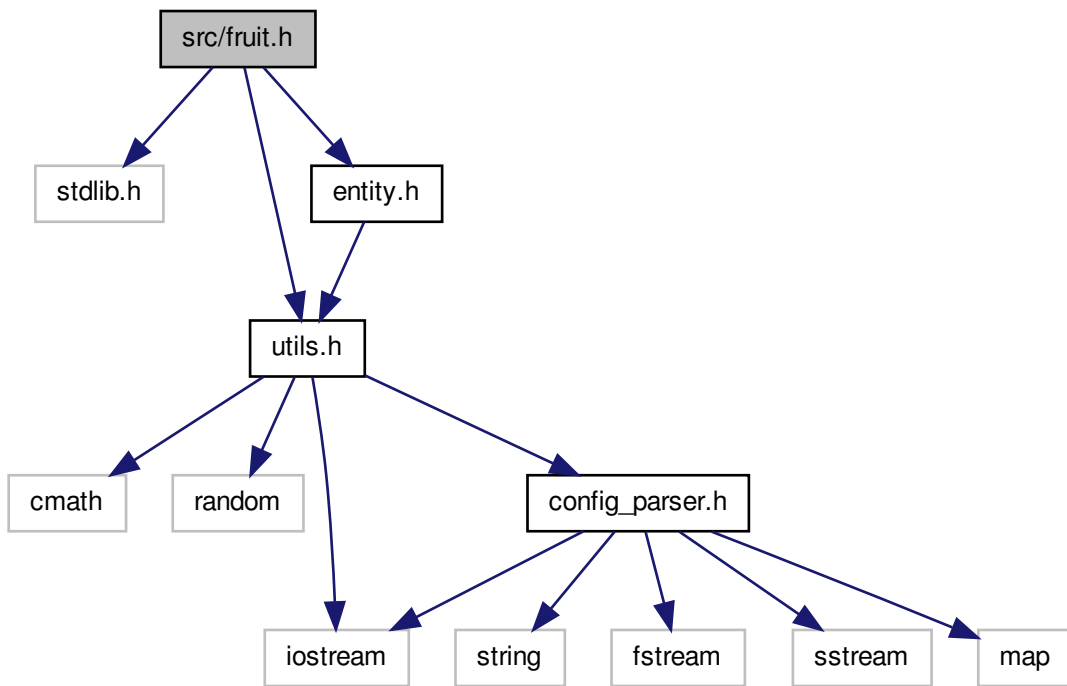 src/fruit.h
stdlib.h
entity.h
utils.h
cmath
random
config_parser.h
iostream
string
fstream
sstream
map